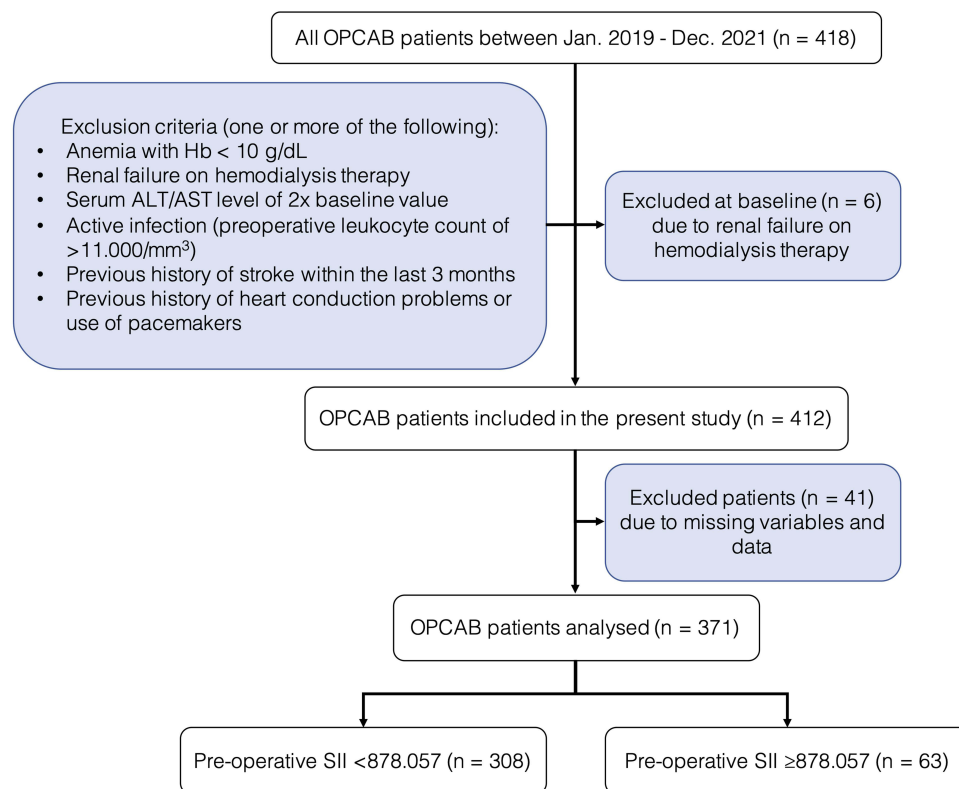 All OPCAB patients between Jan. 2019 - Dec. 2021 (n = 418)
Exclusion criteria (one or more of the following):
• Anemia with Hb < 10 g/dL
• Renal failure on hemodialysis therapy
• Serum ALT/AST level of 2x baseline value
• Active infection (preoperative leukocyte count of
>11.000/mm³)
• Previous history of stroke within the last 3 months
• Previous history of heart conduction problems or
use of pacemakers
Excluded at baseline (n = 6)
due to renal failure on
hemodialysis therapy
OPCAB patients included in the present study (n = 412)
Excluded patients (n = 41)
due to missing variables and
data
OPCAB patients analysed (n = 371)
Pre-operative SII <878.057 (n = 308)
Pre-operative SII ≥878.057 (n = 63)